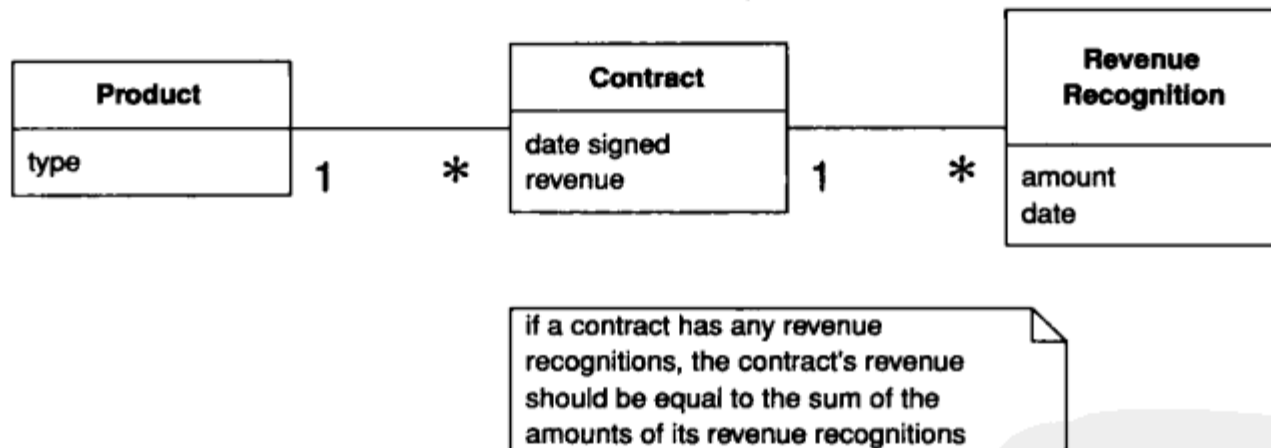 Product
type
1
*
Contract
date signed
revenue
1
*
Revenue
Recognition
amount
date
if a contract has any revenue
recognitions, the contract's revenue
should be equal to the sum of the
amounts of its revenue recognitions